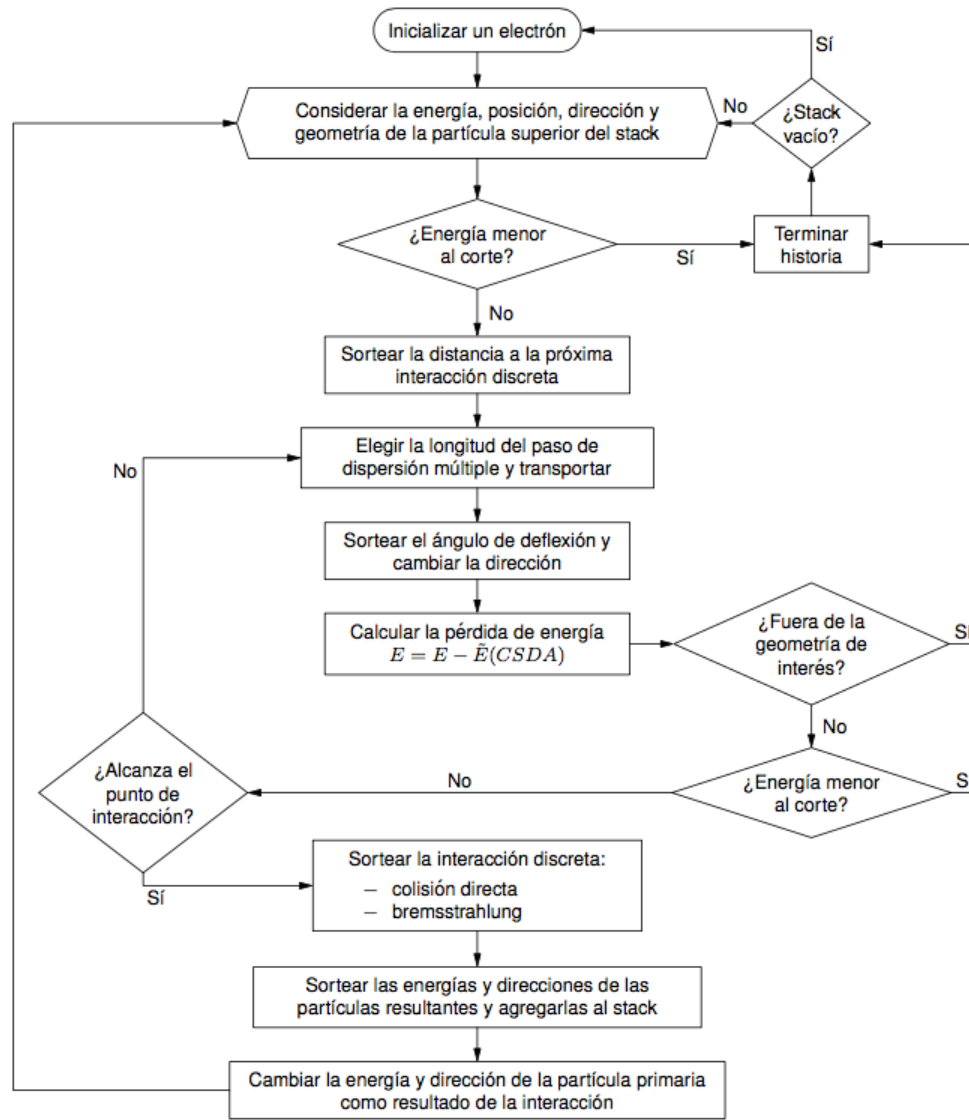 Inicializar un electrón
Sí
Considerar la energía, posición, dirección y
geometría de la partícula superior del stack
No
¿Stack
vacío?
¿Energía menor
al corte?
Sí
Terminar
historia
No
Sortear la distancia a la próxima
interacción discreta
No
Elegir la longitud del paso de
dispersión múltiple y transportar
Sortear el ángulo de deflexión y
cambiar la dirección
Calcular la pérdida de energía
E = E − Ẽ(CSDA)
¿Fuera de la
geometría de
interés?
Sí
No
¿Alcanza el
punto de
interacción?
No
¿Energía menor
al corte?
Sí
Sí
Sortear la interacción discreta:
− colisión directa
− bremsstrahlung
Sortear las energías y direcciones de las
partículas resultantes y agregarlas al stack
Cambiar la energía y dirección de la partícula primaria
como resultado de la interacción